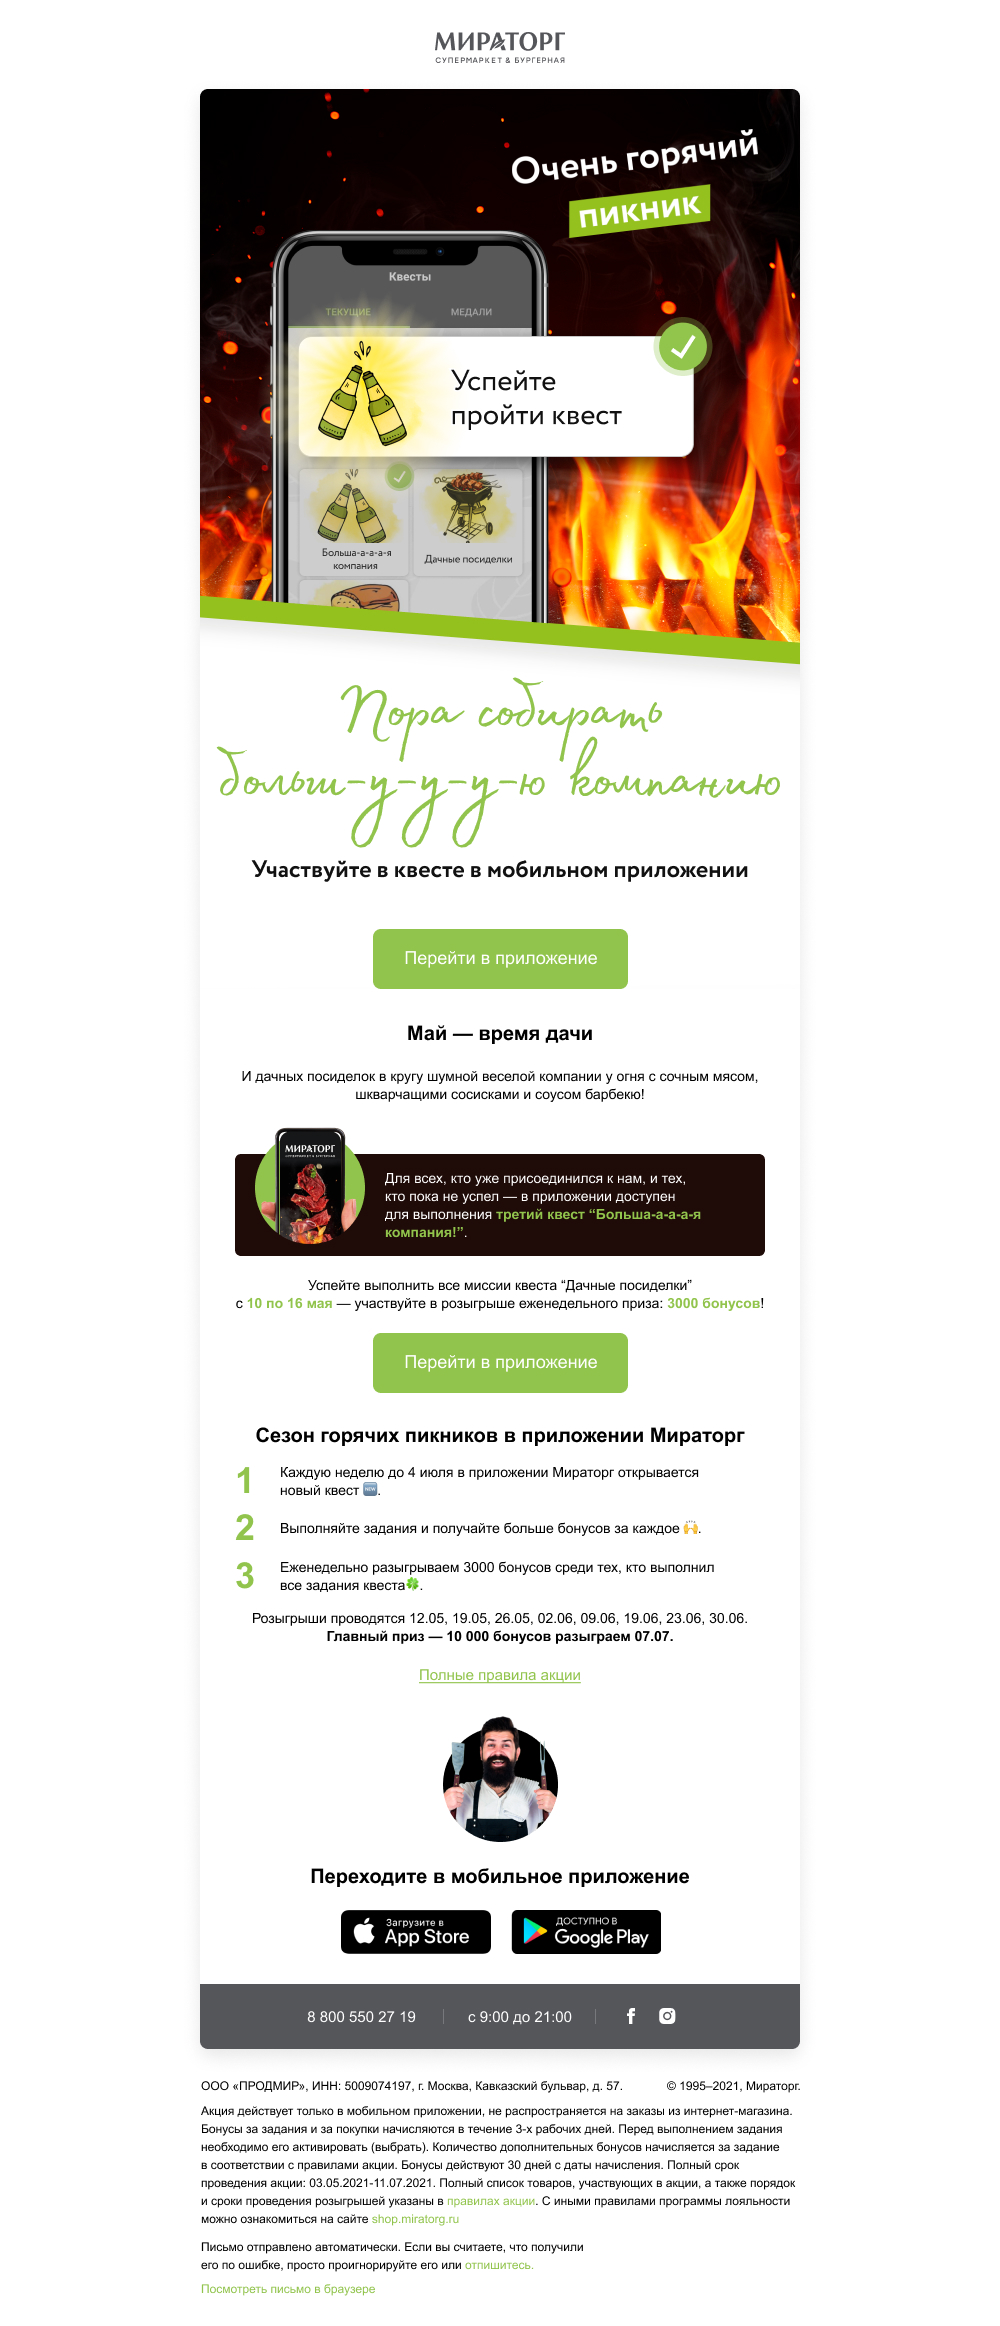 МИРАТОРГ
СУПЕРМАРКЕТ & БУРГЕРНАЯ
Очень горячий
пикник
Квесты
ТЕКУЩИЕ
МЕДАЛИ
Успейте
пройти квест
Больша-а-а-а-я
компания
Дачные посиделки
Пора собирать
больш-у-у-у-ю компанию
Участвуйте в квесте в мобильном приложении
Перейти в приложение
Май — время дачи
И дачных посиделок в кругу шумной веселой компании у огня с сочным мясом,
шкварчащими сосисками и соусом барбекю!
МИРАТОРГ
СУПЕРМАРКЕТ & БУРГЕРНАЯ
Для всех, кто уже присоединился к нам, и тех,
кто пока не успел — в приложении доступен
для выполнения третий квест “Больша-а-а-а-я
компания!”.
Успейте выполнить все миссии квеста “Дачные посиделки”
с 10 по 16 мая — участвуйте в розыгрыше еженедельного приза: 3000 бонусов!
Перейти в приложение
Сезон горячих пикников в приложении Мираторг
1 Каждую неделю до 4 июля в приложении Мираторг открывается
новый квест 🆕.
2 Выполняйте задания и получайте больше бонусов за каждое 🙌.
3 Еженедельно разыгрываем 3000 бонусов среди тех, кто выполнил
все задания квеста🍀.
Розыгрыши проводятся 12.05, 19.05, 26.05, 02.06, 09.06, 19.06, 23.06, 30.06.
Главный приз — 10 000 бонусов разыграем 07.07.
Полные правила акции
Переходите в мобильное приложение
Загрузите в
App Store
ДОСТУПНО В
Google Play
8 800 550 27 19
с 9:00 до 21:00
ООО «ПРОДМИР», ИНН: 5009074197, г. Москва, Кавказский бульвар, д. 57.
© 1995–2021, Мираторг.
Акция действует только в мобильном приложении, не распространяется на заказы из интернет-магазина.
Бонусы за задания и за покупки начисляются в течение 3-х рабочих дней. Перед выполнением задания
необходимо его активировать (выбрать). Количество дополнительных бонусов начисляется за задание
в соответствии с правилами акции. Бонусы действуют 30 дней с даты начисления. Полный срок
проведения акции: 03.05.2021-11.07.2021. Полный список товаров, участвующих в акции, а также порядок
и сроки проведения розыгрышей указаны в правилах акции. С иными правилами программы лояльности
можно ознакомиться на сайте shop.miratorg.ru
Письмо отправлено автоматически. Если вы считаете, что получили
его по ошибке, просто проигнорируйте его или отпишитесь.
Посмотреть письмо в браузере